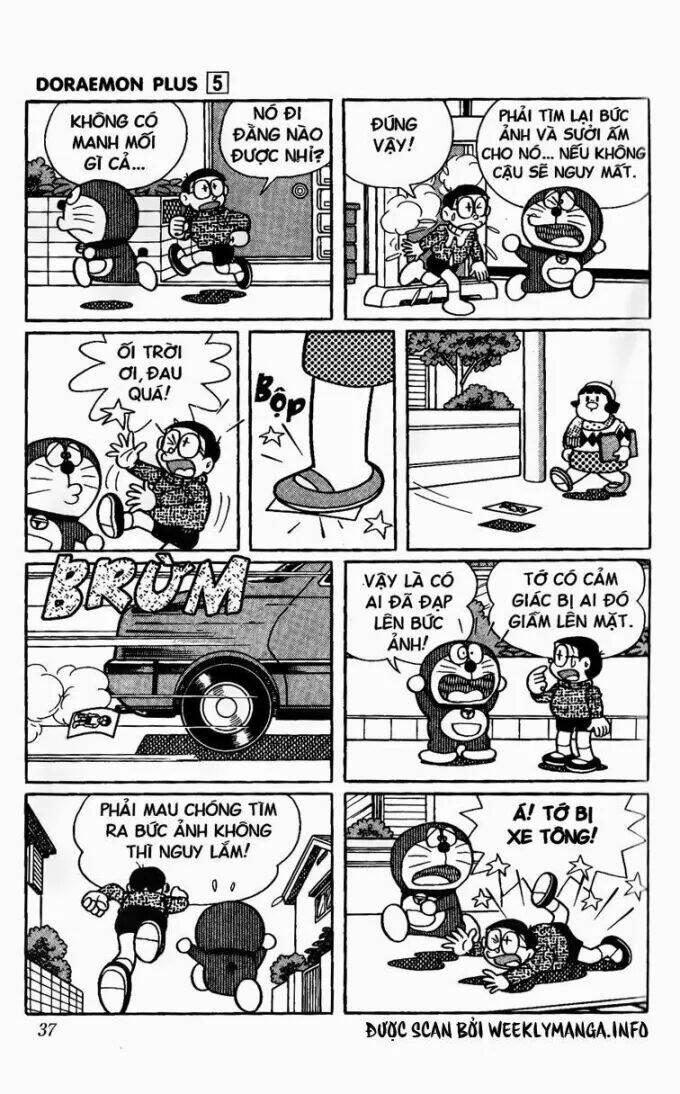 DORAEMON PLUS 5
KHÔNG CÓ
MANH MỐI
GÌ CẢ...
NÓ ĐI
ĐẰNG NÀO
ĐƯỢC NHỈ?
ĐỨNG
VẬY!
PHẢI TÌM LẠI BỨC
ẢNH VÀ SƯỞI ẤM
CHO NÓ... NẾU KHÔNG
CẬU SẼ NGUY MẤT.
ỐI TRỜI
ƠI, ĐAU
QUÁ!
BỘP
BRỪM
VẬY LÀ CÓ
AI ĐÃ ĐẠP
LÊN BỨC
ẢNH!
TỚ CÓ CẢM
GIÁC BỊ AI ĐÓ
GIẪM LÊN MẶT.
PHẢI MAU CHÓNG TÌM
RA BỨC ẢNH KHÔNG
THÌ NGUY LẮM!
Á! TỚ BỊ
XE TÔNG!
37
ĐƯỢC SCAN BỞI WEEKLYMANGA.INFO